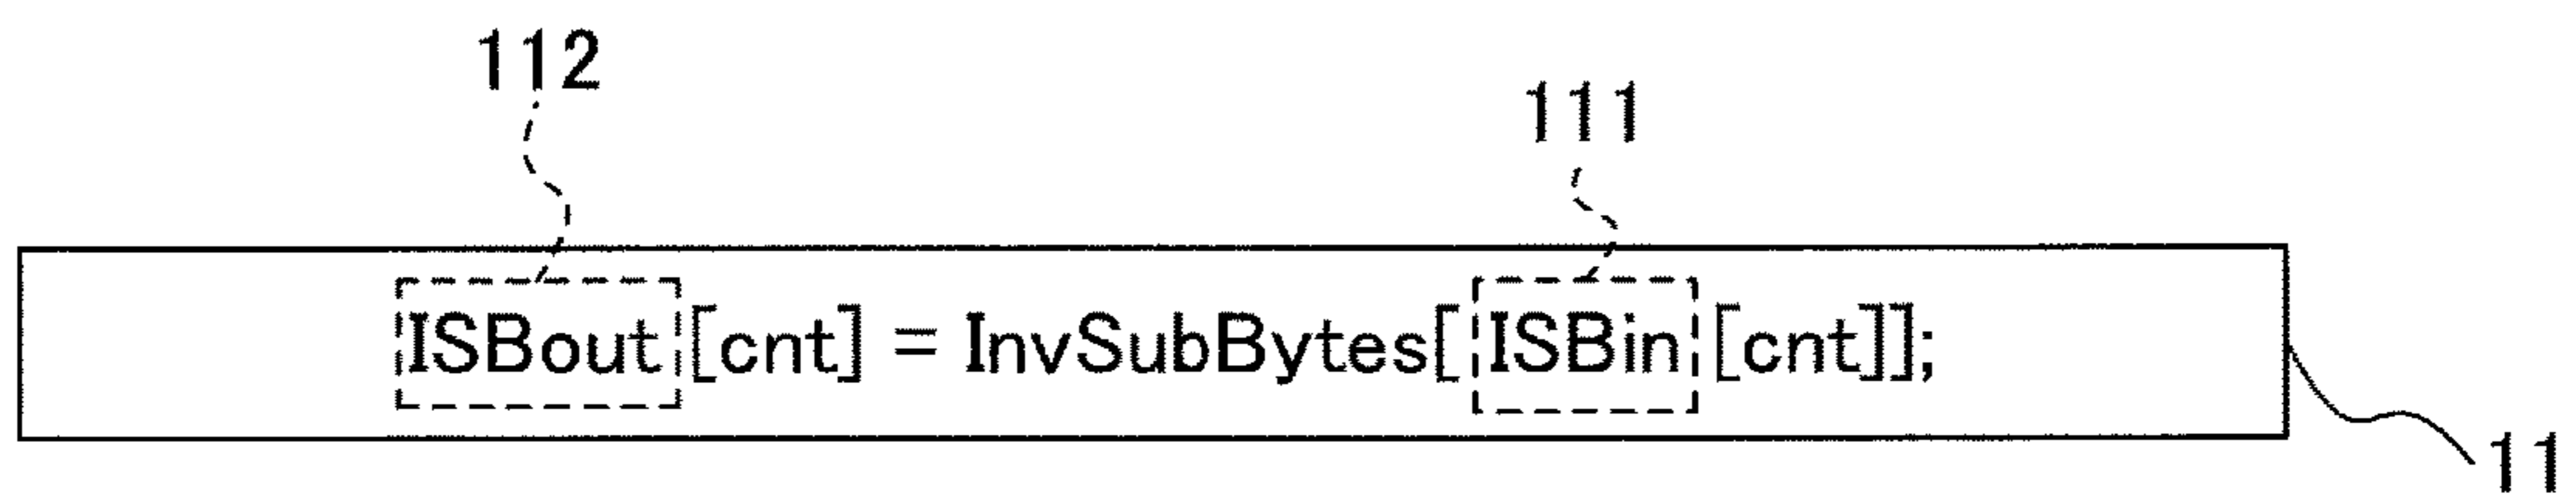 112
111
ISBout[cnt] = InvSubBytes[ISBin[cnt]];
11